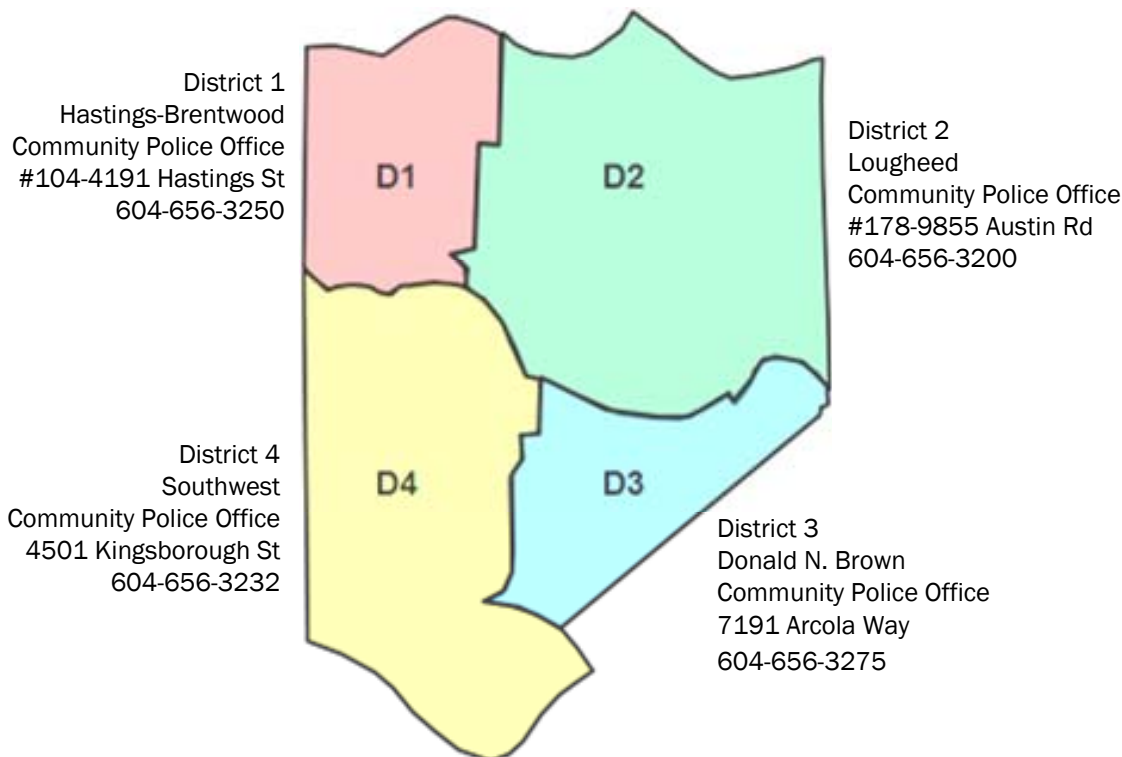 District 1
Hastings-Brentwood
Community Police Office
#104-4191 Hastings St
604-656-3250
D1
D2
District 2
Lougheed
Community Police Office
#178-9855 Austin Rd
604-656-3200
District 4
Southwest
Community Police Office
4501 Kingsborough St
604-656-3232
D4
D3
District 3
Donald N. Brown
Community Police Office
7191 Arcola Way
604-656-3275